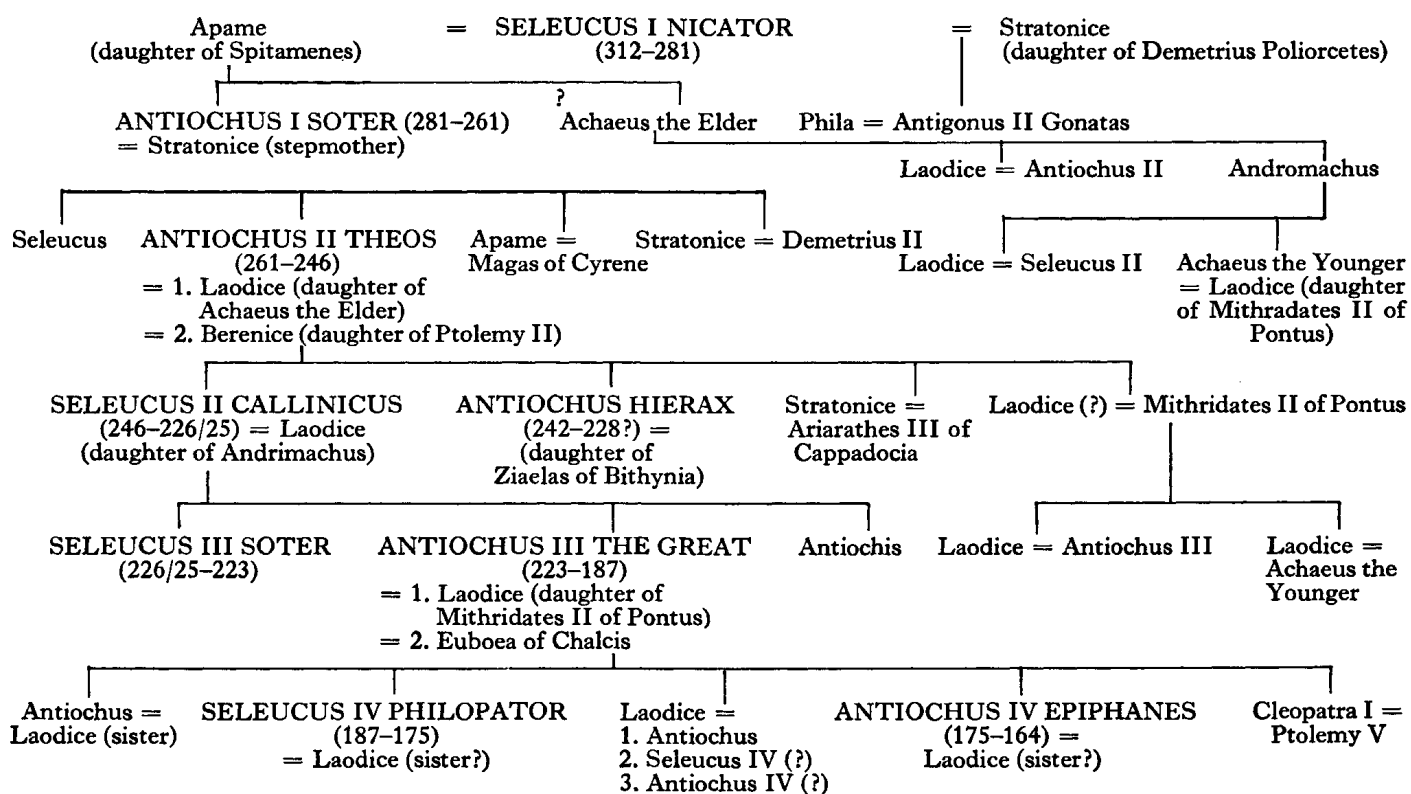 Apame = SELEUCUS I NICATOR = Stratonice
(daughter of Spitamenes) (312–281) (daughter of Demetrius Poliorcetes)
?
ANTIOCHUS I SOTER (281–261) Achaeus the Elder Phila = Antigonus II Gonatas
= Stratonice (stepmother)
Laodice = Antiochus II Andromachus
Seleucus ANTIOCHUS II THEOS Apame = Stratonice = Demetrius II
(261–246) Magas of Cyrene
= 1. Laodice (daughter of
Achaeus the Elder)
= 2. Berenice (daughter of Ptolemy II)
Laodice = Seleucus II Achaeus the Younger
= Laodice (daughter
of Mithradates II of
Pontus)
SELEUCUS II CALLINICUS ANTIOCHUS HIERAX Stratonice = Laodice (?) = Mithridates II of Pontus
(246–226/25) = Laodice (242–228?) = Ariarathes III of
(daughter of Andrimachus) (daughter of Cappadocia
Ziaelas of Bithynia)
SELEUCUS III SOTER ANTIOCHUS III THE GREAT Antiochis Laodice = Antiochus III Laodice =
(226/25–223) (223–187) Achaeus the
= 1. Laodice (daughter of Younger
Mithridates II of Pontus)
= 2. Euboea of Chalcis
Antiochus = SELEUCUS IV PHILOPATOR Laodice = ANTIOCHUS IV EPIPHANES Cleopatra I =
Laodice (sister) (187–175) 1. Antiochus (175–164) = Ptolemy V
= Laodice (sister?) 2. Seleucus IV (?) Laodice (sister?)
3. Antiochus IV (?)